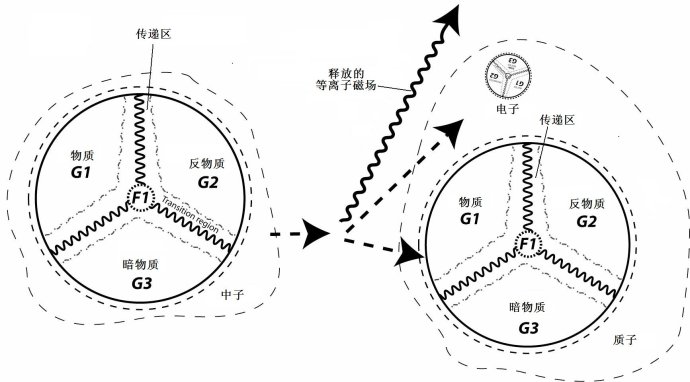 传递区
物质
G1
反物质
G2
F1
Transition region
暗物质
G3
中子
释放的
等离子磁场
G3
G2
G1
电子
传递区
物质
G1
反物质
G2
F1
暗物质
G3
质子